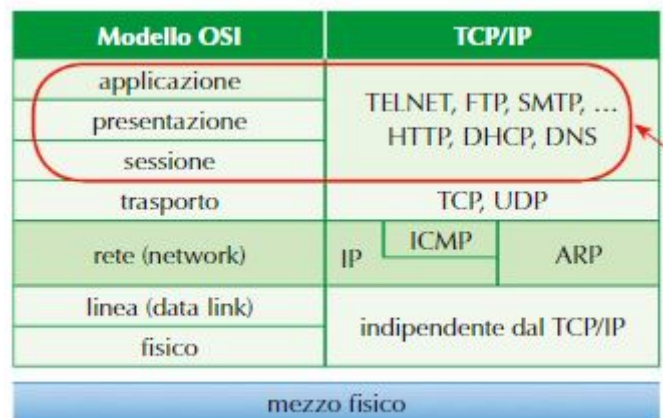 Modello OSI TCP/IP
applicazione
presentazione
sessione
TELNET, FTP, SMTP, ...
HTTP, DHCP, DNS
trasporto TCP, UDP
rete (network) IP ICMP ARP
linea (data link)
fisico
indipendente dal TCP/IP
mezzo fisico